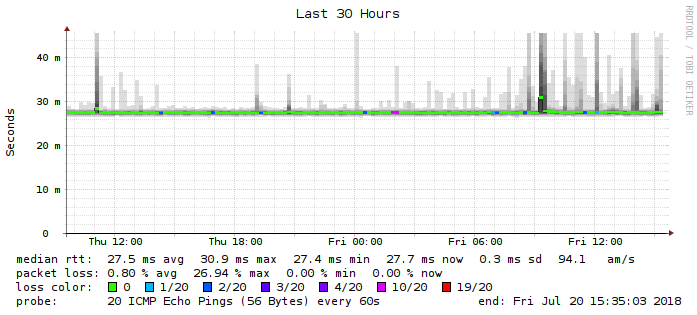 Last 30 Hours
RRDTOOL / TOBI OETIKER
Seconds
40 m
30 m
20 m
10 m
0
Thu 12:00 Thu 18:00 Fri 00:00 Fri 06:00 Fri 12:00
median rtt: 27.5 ms avg 30.9 ms max 27.4 ms min 27.7 ms now 0.3 ms sd 94.1 am/s
packet loss: 0.80 % avg 26.94 % max 0.00 % min 0.00 % now
loss color: 0 1/20 2/20 3/20 4/20 10/20 19/20
probe: 20 ICMP Echo Pings (56 Bytes) every 60s end: Fri Jul 20 15:35:03 2018